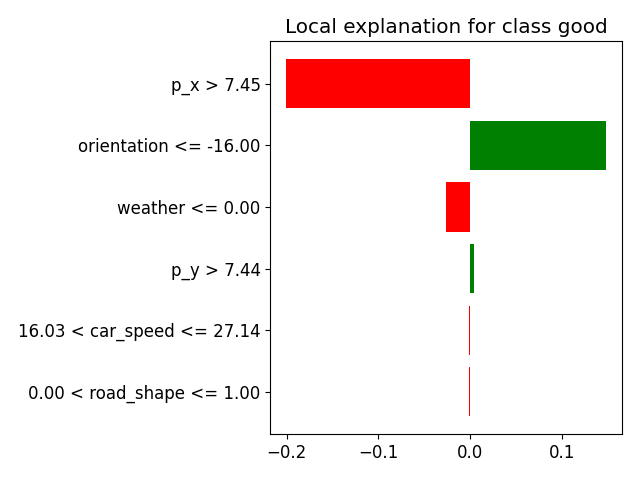 Local explanation for class good
p_x > 7.45
orientation <= -16.00
weather <= 0.00
p_y > 7.44
16.03 < car_speed <= 27.14
0.00 < road_shape <= 1.00
−0.2 −0.1 0.0 0.1